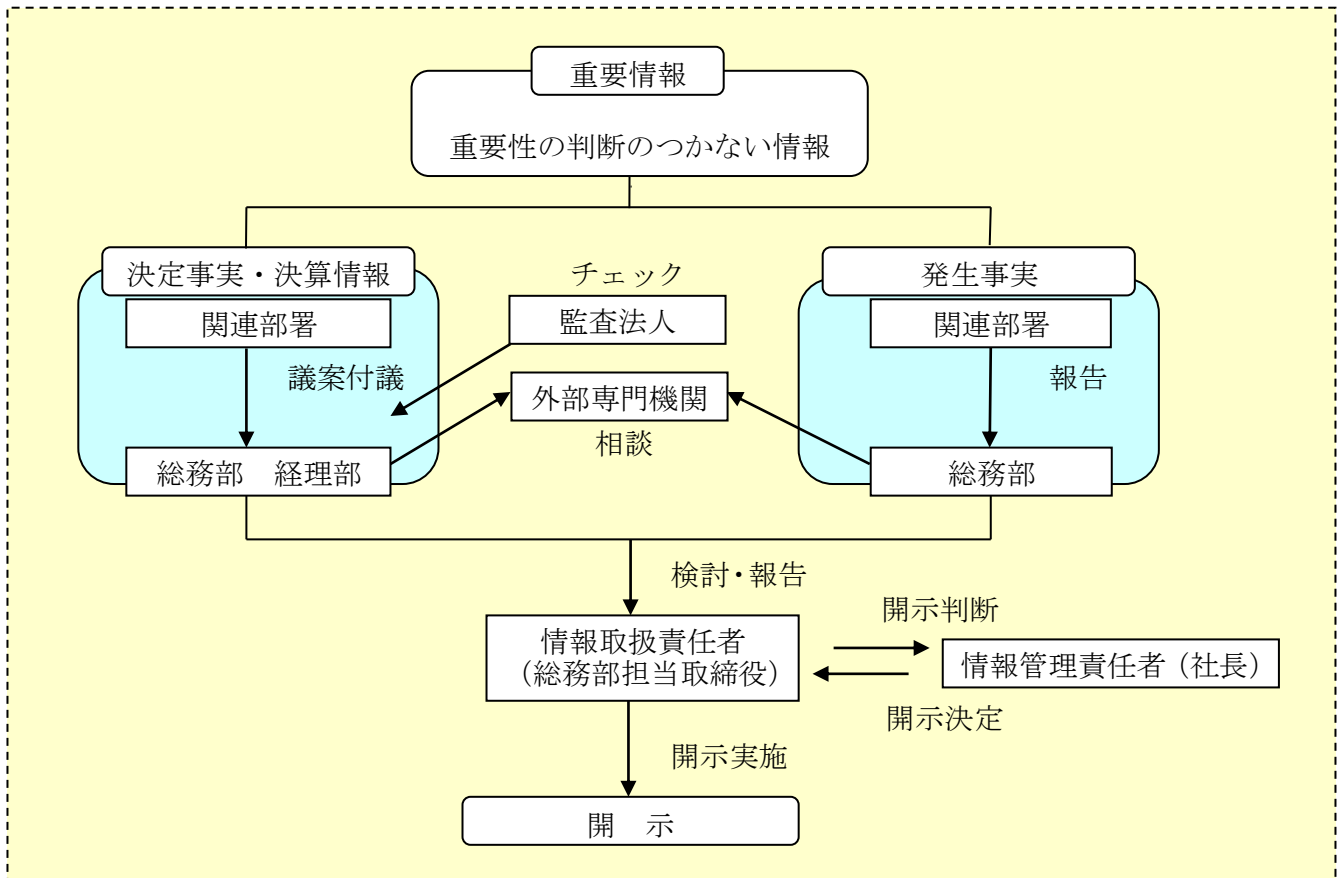 重要情報
重要性の判断のつかない情報
決定事実・決算情報
関連部署
議案付議
総務部　経理部
チェック
監査法人
外部専門機関
相談
発生事実
関連部署
報告
総務部
検討・報告
情報取扱責任者
（総務部担当取締役）
開示判断
情報管理責任者（社長）
開示決定
開示実施
開　示